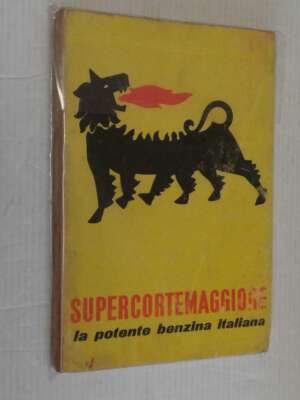 SUPERCORTEMAGGIORE
la potente benzina italiana